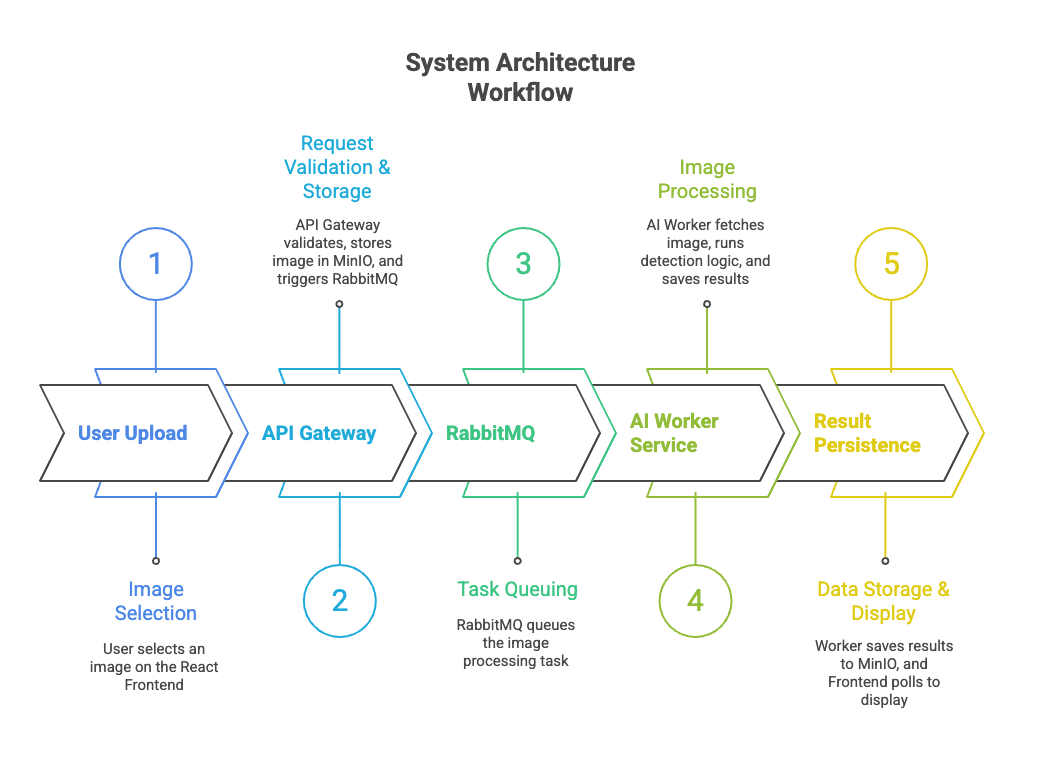 System Architecture
Workflow
1
User Upload
Image
Selection
User selects an
image on the React
Frontend
Request
Validation &
Storage
API Gateway
validates, stores
image in MinIO, and
triggers RabbitMQ
API Gateway
2
3
RabbitMQ
Task Queuing
RabbitMQ queues
the image
processing task
Image
Processing
AI Worker fetches
image, runs
detection logic, and
saves results
AI Worker
Service
4
5
Result
Persistence
Data Storage &
Display
Worker saves results
to MinIO, and
Frontend polls to
display